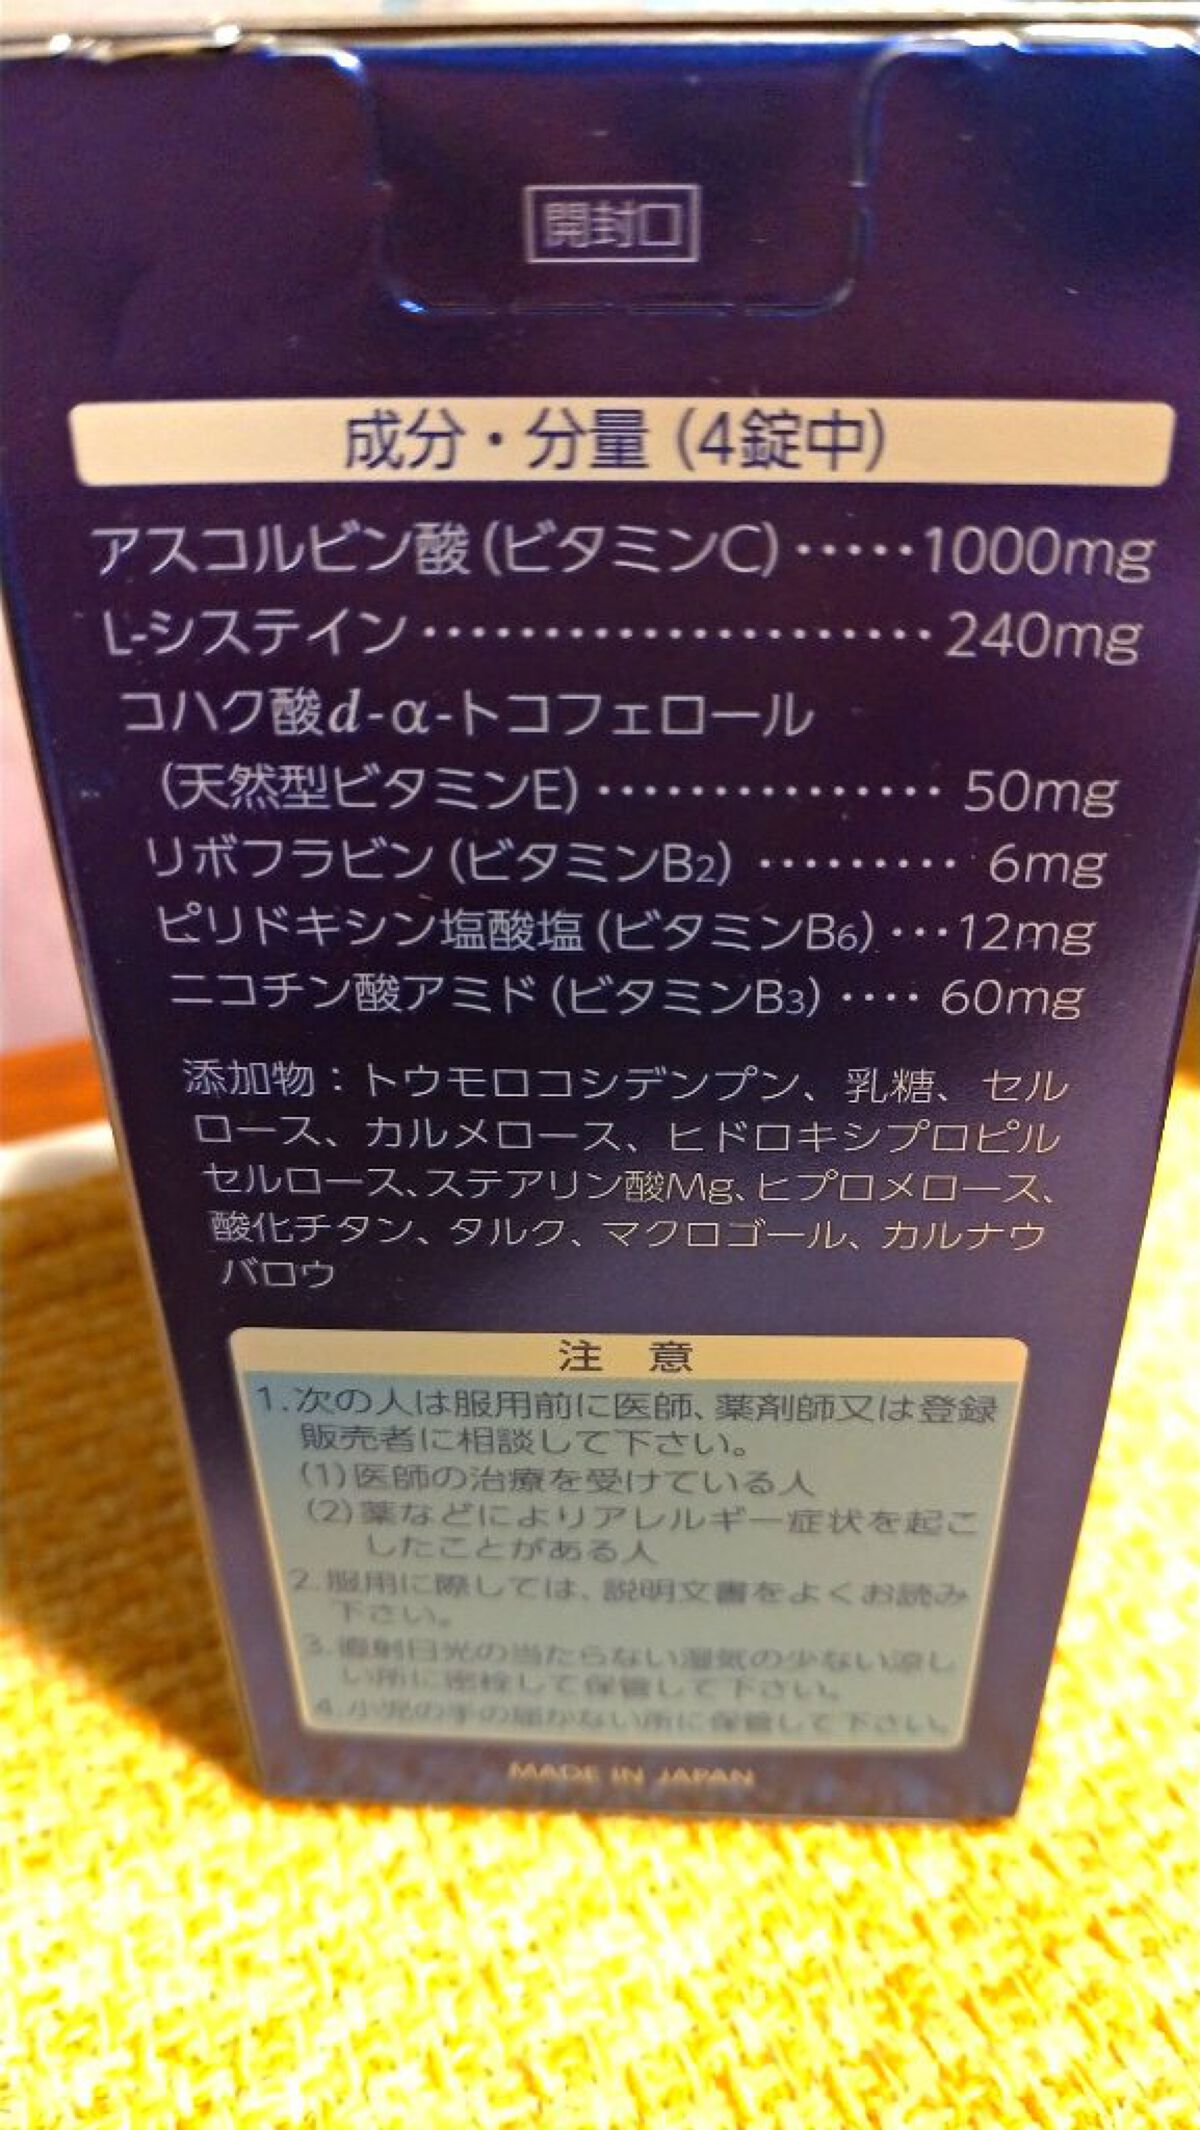 開封口
成分・分量（4錠中）
アスコルビン酸（ビタミンC）‥‥‥1000mg
L-システイン‥‥‥‥‥‥‥‥‥‥‥240mg
コハク酸d-α-トコフェロール
（天然型ビタミンE）‥‥‥‥‥‥‥‥50mg
リボフラビン（ビタミンB2）‥‥‥‥‥6mg
ピリドキシン塩酸塩（ビタミンB6）‥‥12mg
ニコチン酸アミド（ビタミンB3）‥‥60mg
添加物：トウモロコシデンプン、乳糖、セル
ロース、カルメロース、ヒドロキシプロピル
セルロース、ステアリン酸Mg、ヒプロメロース、
酸化チタン、タルク、マクロゴール、カルナウ
バロウ
注 意
1.次の人は服用前に医師、薬剤師又は登録
販売者に相談して下さい。
(1)医師の治療を受けている人
(2)薬などによりアレルギー症状を起こ
したことがある人
2.服用に際しては、説明文書をよくお読み
下さい。
3.直射日光の当たらない湿気の少ない涼し
い所に密栓して保管して下さい。
4.小児の手の届かない所に保管して下さい。
MADE IN JAPAN